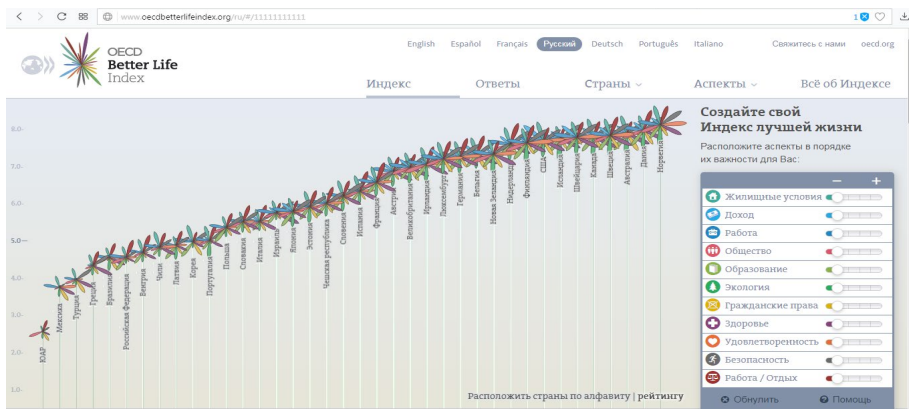 www.oecdbetterlifeindex.org/ru/#/11111111111
1
OECD
Better Life
Index
English Español Français Русский Deutsch Português Italiano Свяжитесь с нами oecd.org
Индекс Ответы Страны Аспекты Всё об Индексе
Создайте свой
Индекс лучшей жизни
Расположите аспекты в порядке
их важности для Вас:
− +
Жилищные условия
Доход
Работа
Общество
Образование
Экология
Гражданские права
Здоровье
Удовлетворенность
Безопасность
Работа / Отдых
Обнулить Помощь
8.0
7.0
6.0
5.0
4.0
3.0
2.0
1.0
ЮАР
Мексика
Турция
Греция
Бразилия
Российская Федерация
Венгрия
Чили
Латвия
Корея
Португалия
Польша
Словакия
Италия
Израиль
Япония
Эстония
Чешская республика
Словения
Испания
Франция
Австрия
Великобритания
Ирландия
Люксембург
Германия
Бельгия
Новая Зеландия
Нидерланды
Финляндия
США
Исландия
Швейцария
Канада
Швеция
Австралия
Дания
Норвегия
Расположить страны по алфавиту | рейтингу